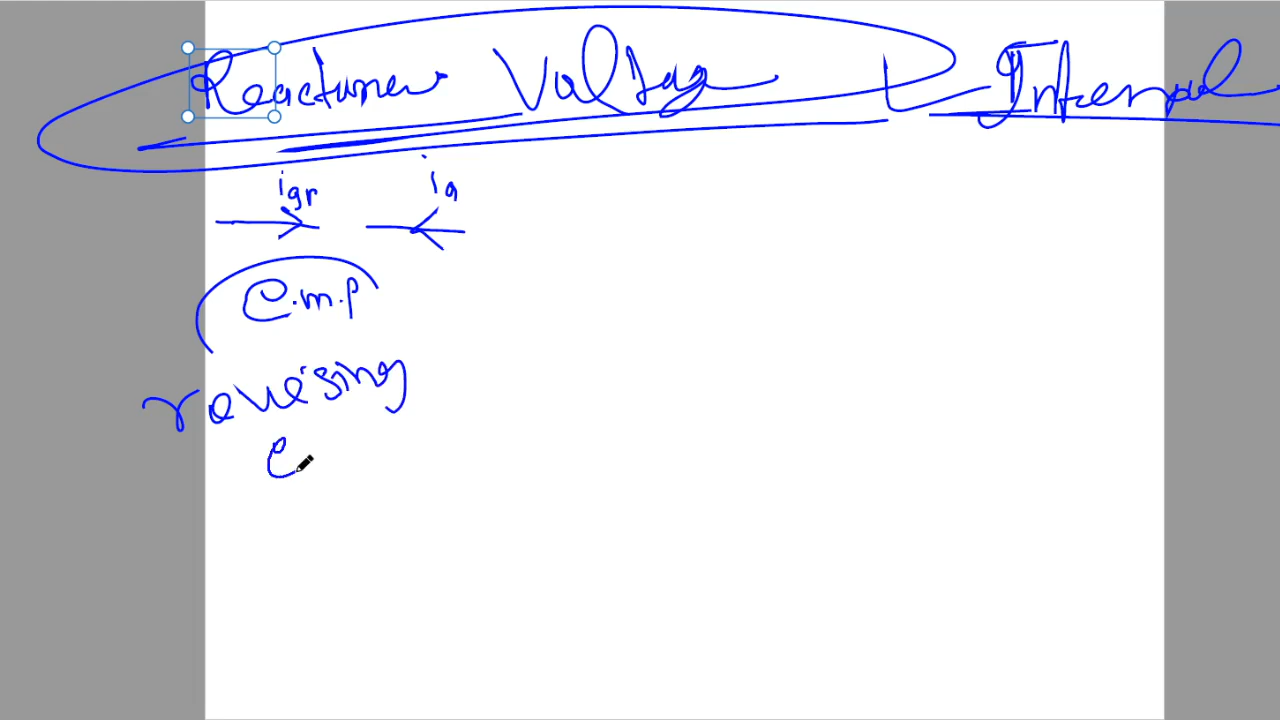 Reactance Voltage Internal
igr ia
e.m.f
reversing
e